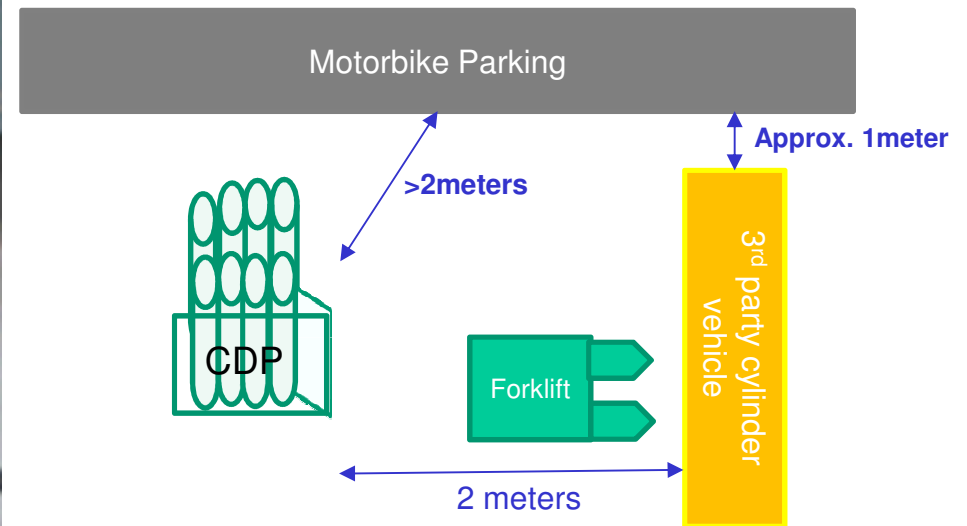 Motorbike Parking
Approx. 1meter
>2meters
3rd party cylinder
vehicle
CDP
Forklift
2 meters